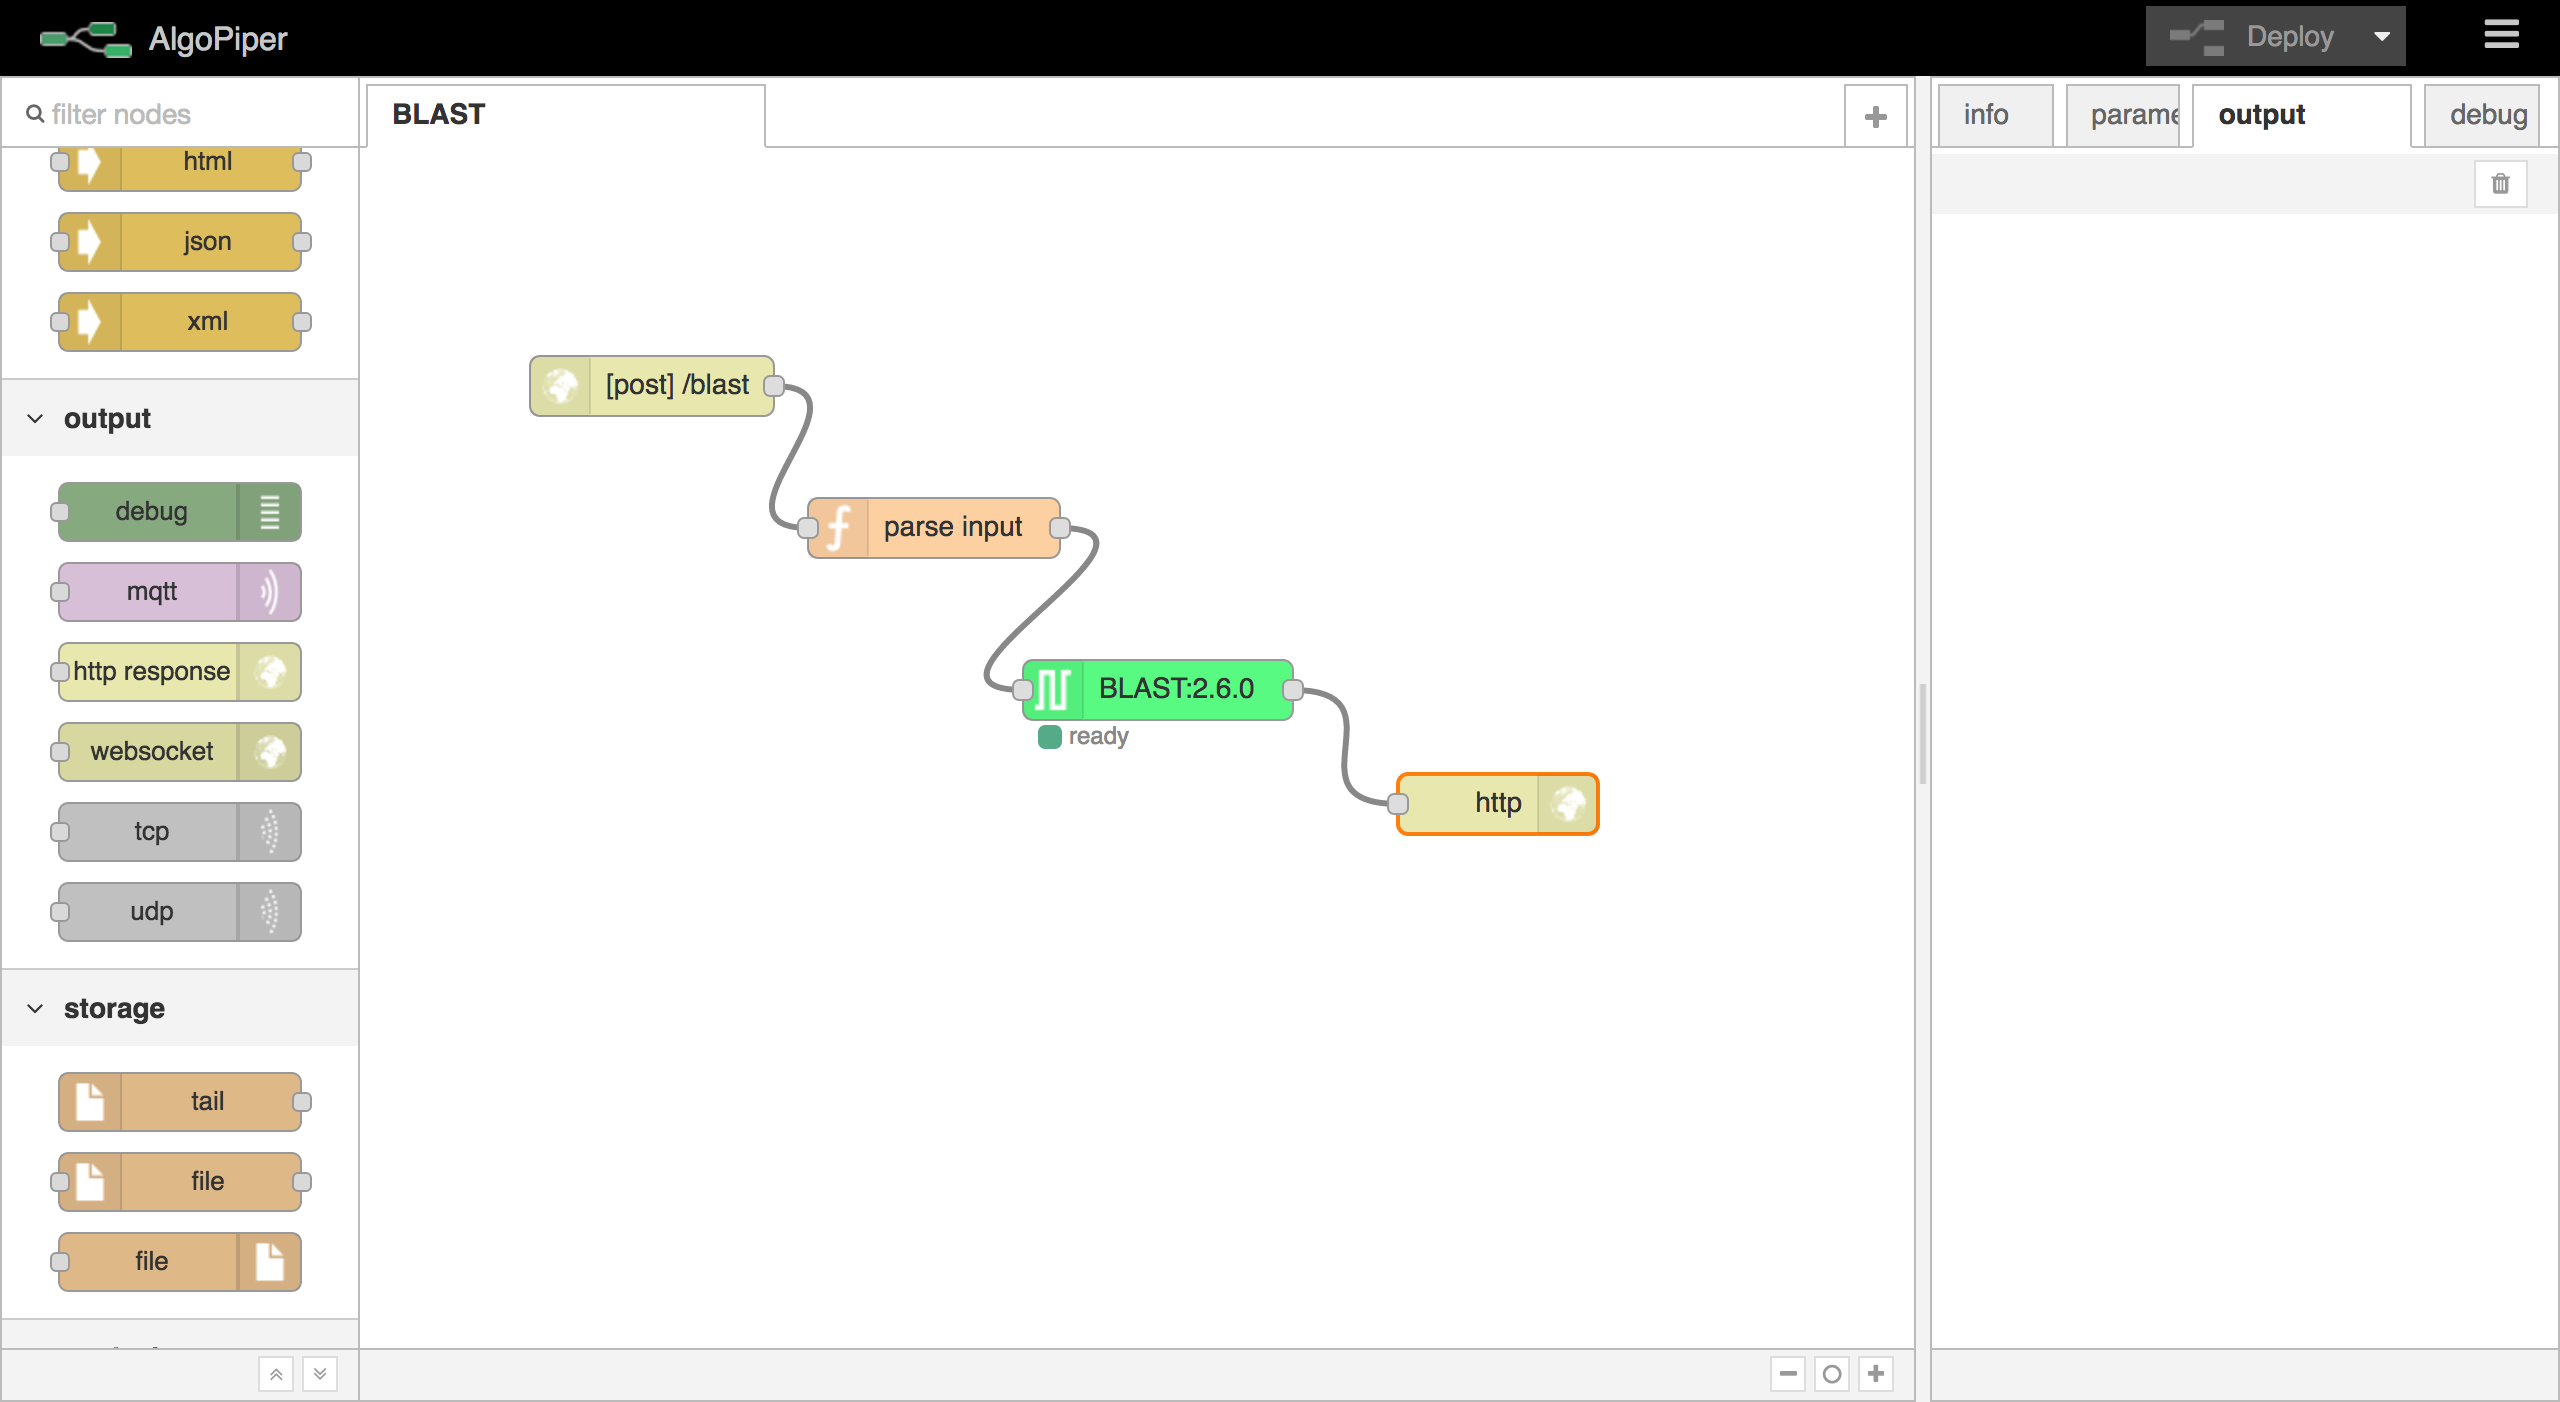 AlgoPiper
Deploy
filter nodes
html
json
xml
output
debug
mqtt
http response
websocket
tcp
udp
storage
tail
file
file
BLAST
[post] /blast
parse input
BLAST:2.6.0
ready
http
info
parame
output
debug